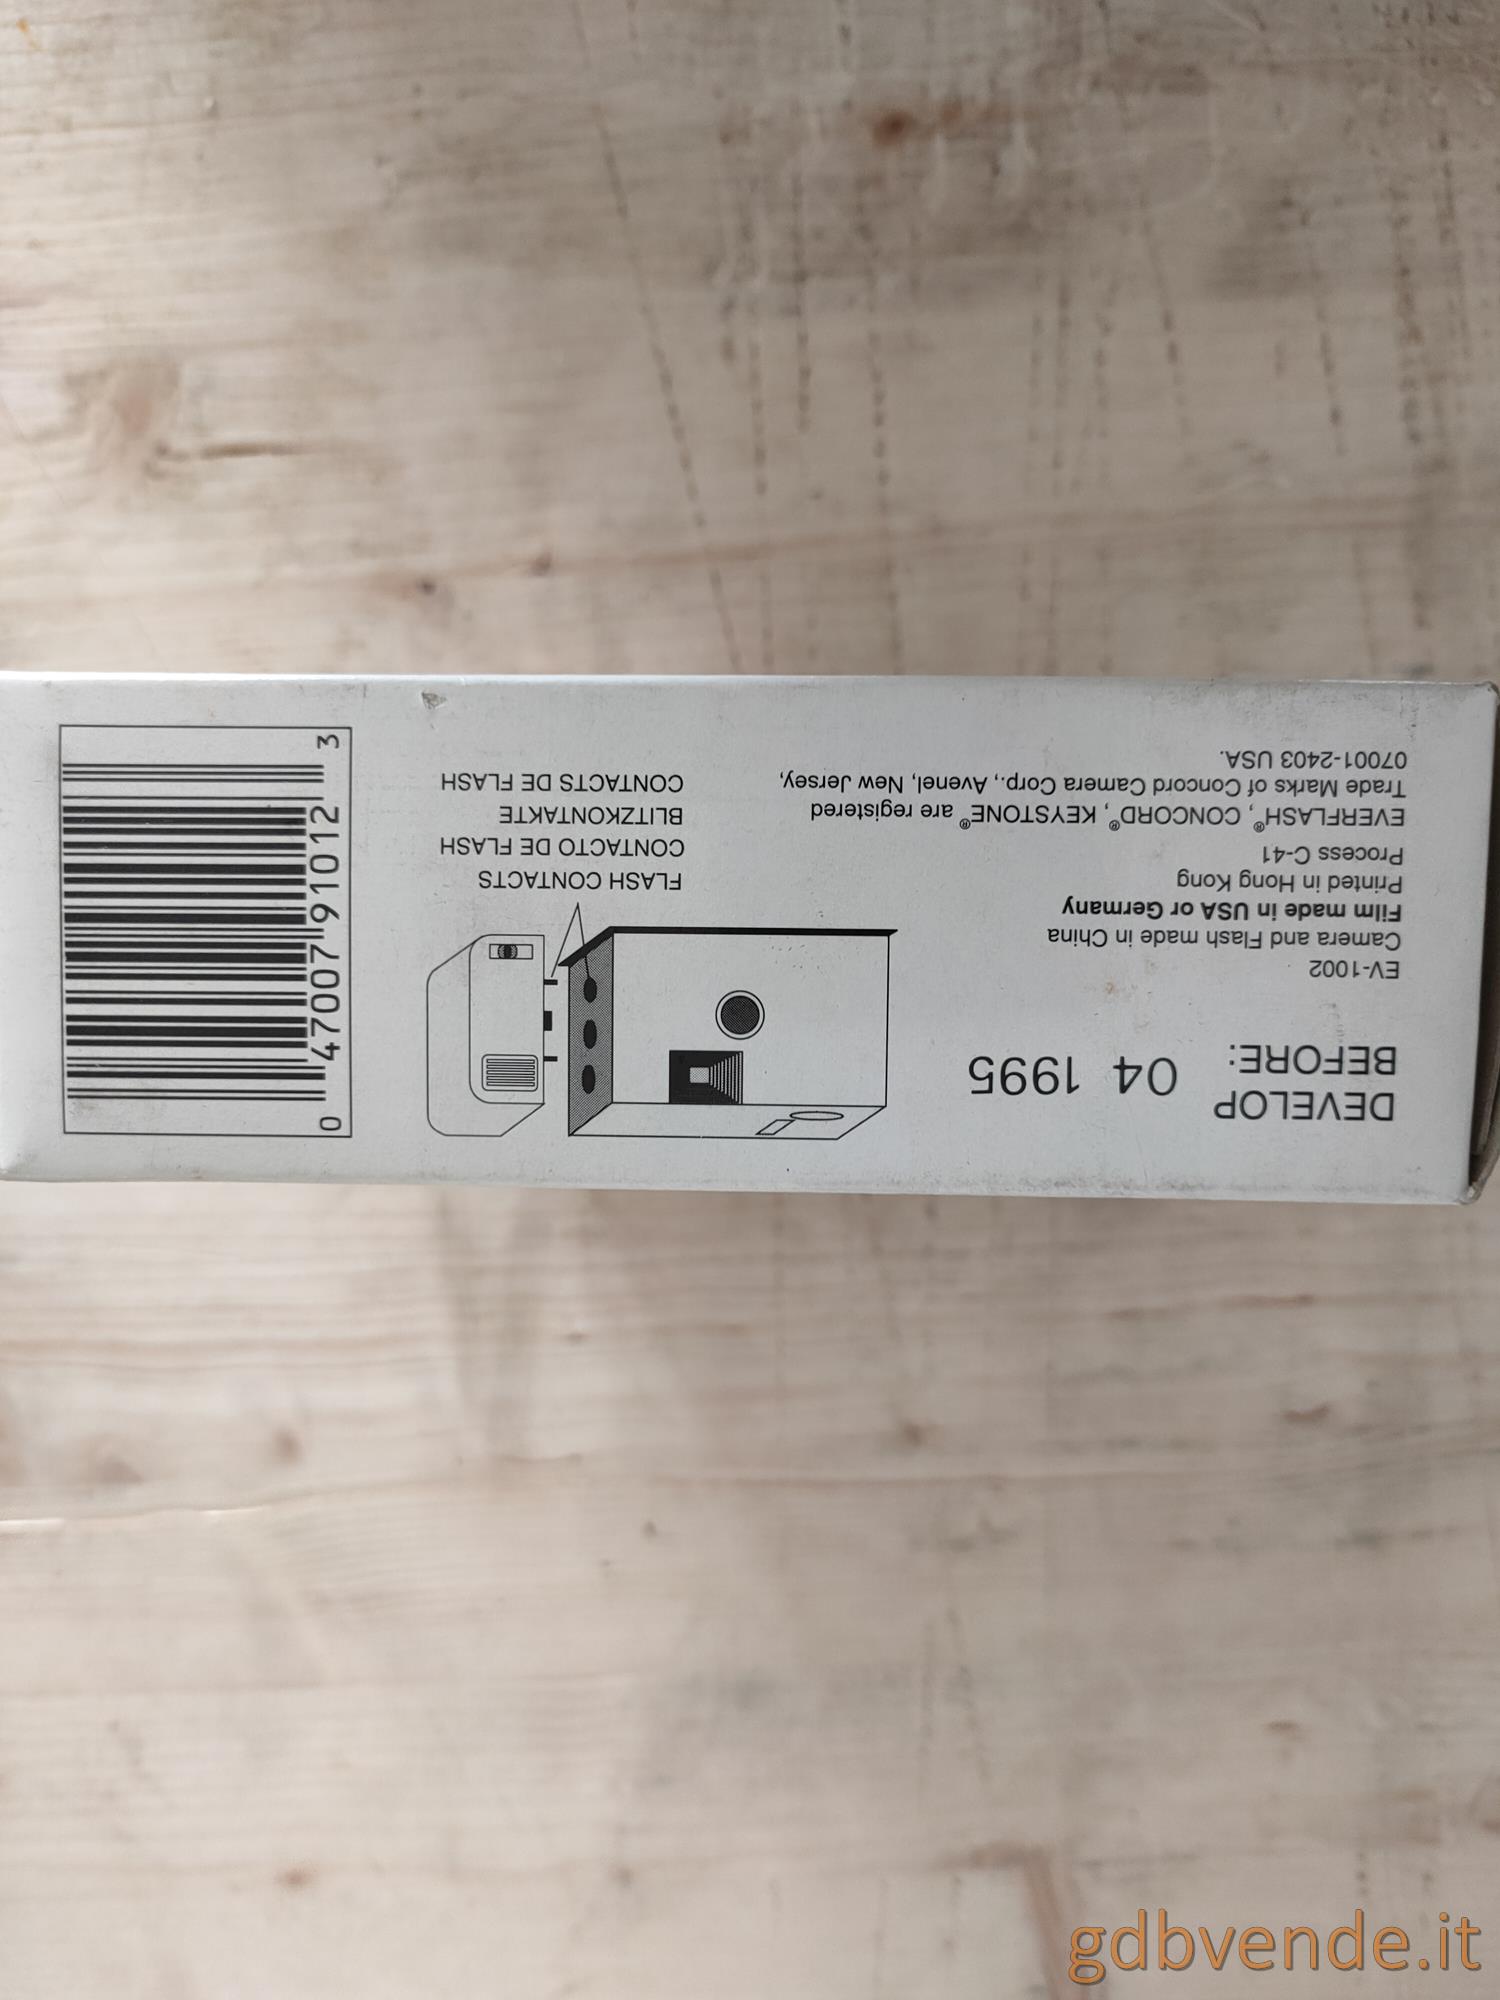 DEVELOP
BEFORE: 04 1995
EV-1002
Camera and Flash made in China
Film made in USA or Germany
Printed in Hong Kong
Process C-41
EVERFLASH®, CONCORD®, KEYSTONE® are registered
Trade Marks of Concord Camera Corp., Avenel, New Jersey,
07001-2403 USA.
FLASH CONTACTS
CONTACTO DE FLASH
BLITZKONTAKTE
CONTACTS DE FLASH
0 47007 91012 3
gdbvende.it